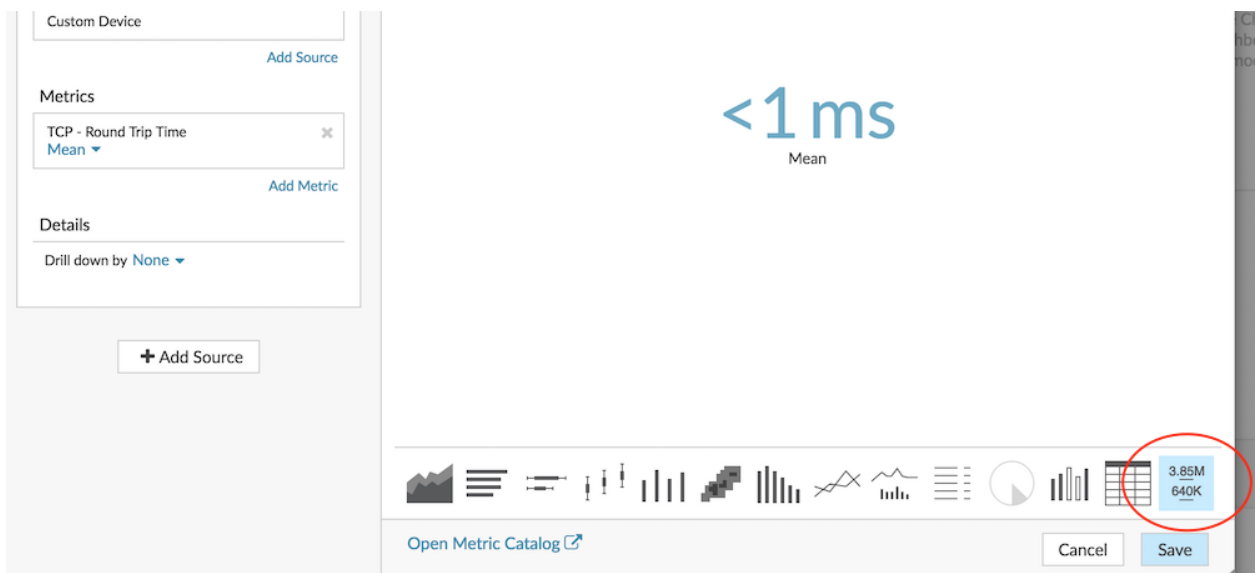 Custom Device
Add Source
Metrics
TCP - Round Trip Time
Mean
Add Metric
Details
Drill down by None
+ Add Source
<1 ms
Mean
3.85M
640K
Open Metric Catalog
Cancel
Save